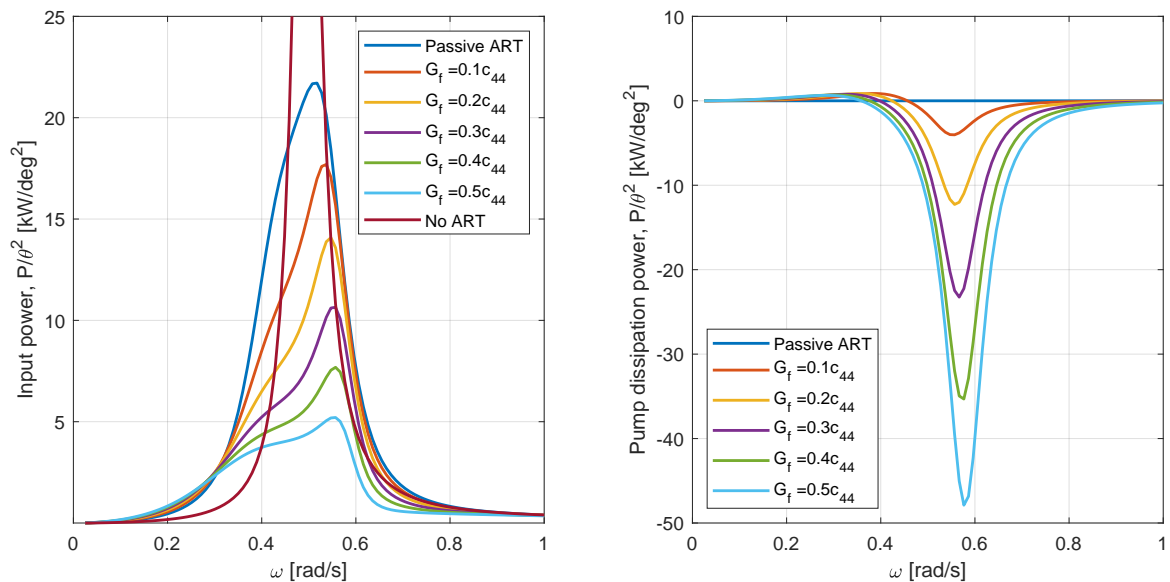 25
20
15
10
5
0
0.2
0.4
0.6
0.8
1
ω [rad/s]
Input power, P/θ² [kW/deg²]
Passive ART
G_f =0.1c_44
G_f =0.2c_44
G_f =0.3c_44
G_f =0.4c_44
G_f =0.5c_44
No ART
10
0
-10
-20
-30
-40
-50
0
0.2
0.4
0.6
0.8
1
ω [rad/s]
Pump dissipation power, P/θ² [kW/deg²]
Passive ART
G_f =0.1c_44
G_f =0.2c_44
G_f =0.3c_44
G_f =0.4c_44
G_f =0.5c_44